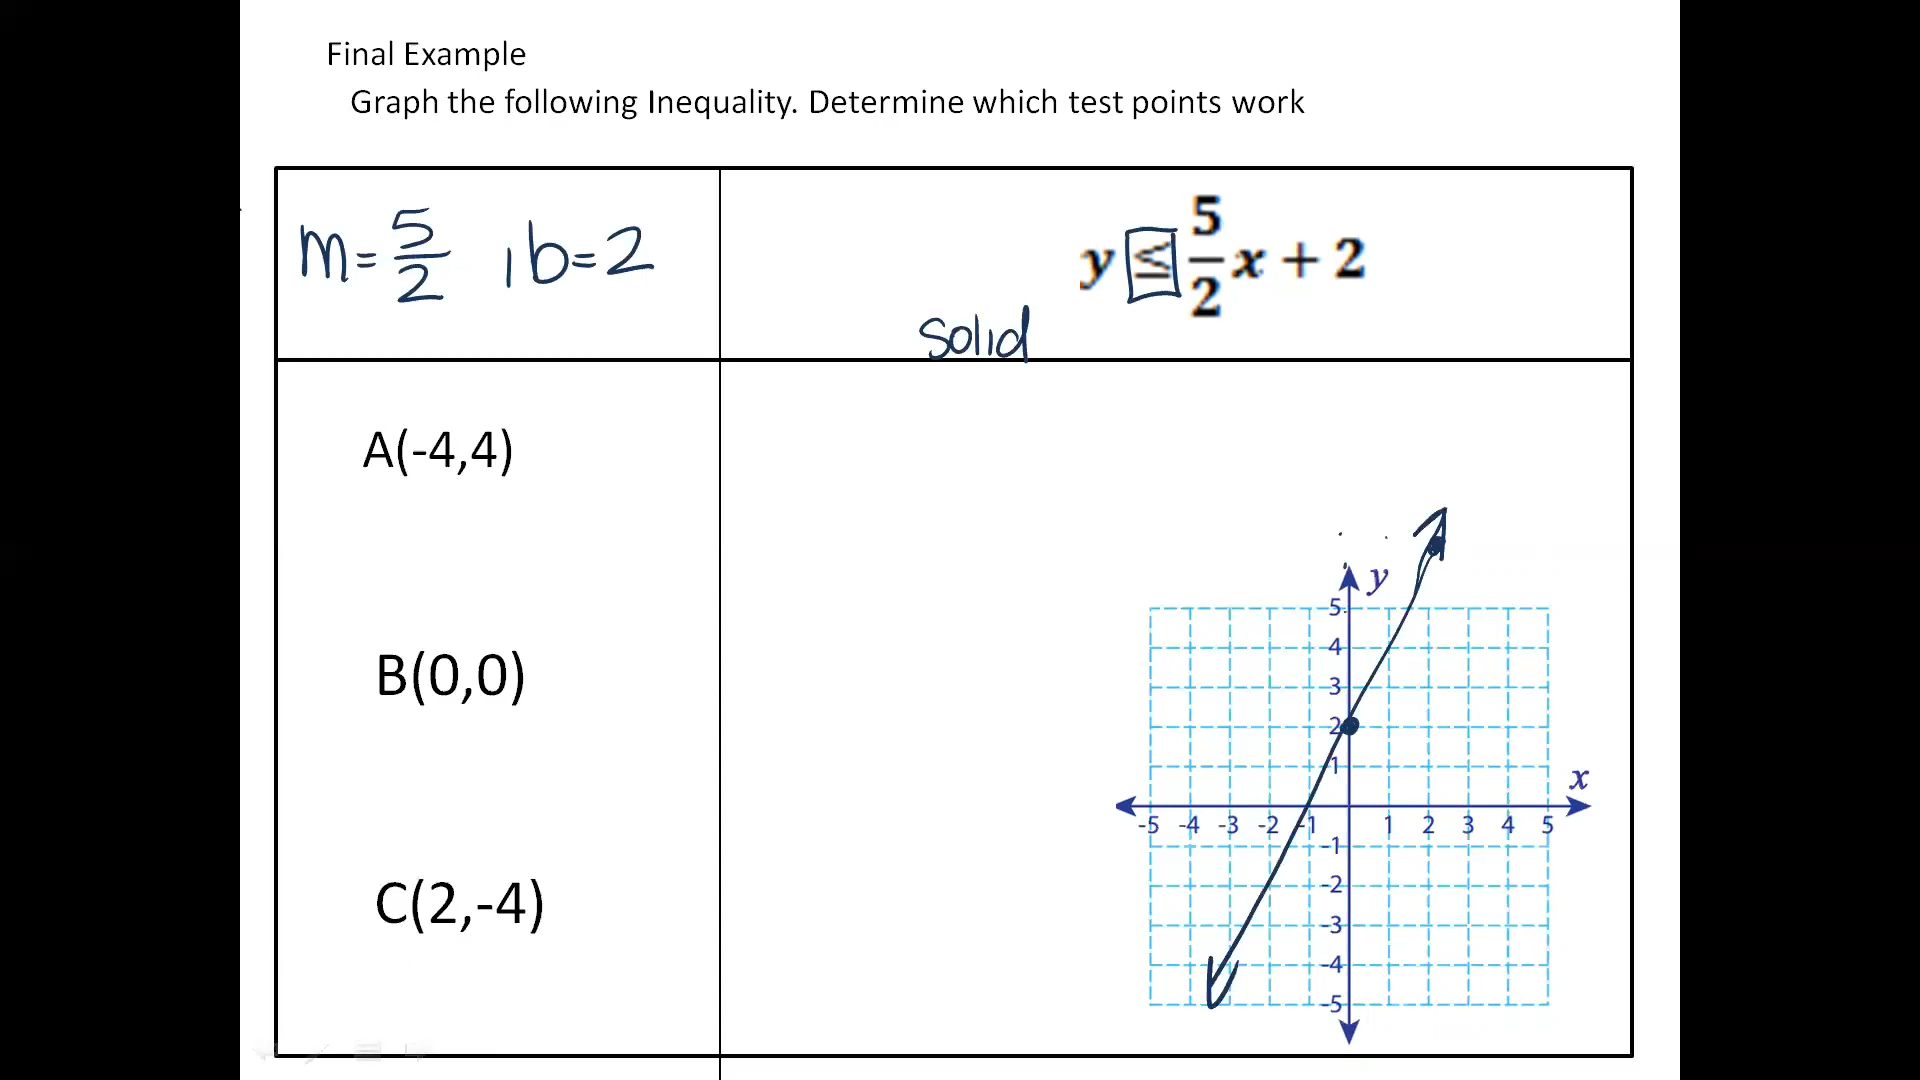 Final Example
Graph the following Inequality. Determine which test points work
m = 5/2 , b = 2
y ≤ 5/2 x + 2
solid
A(-4,4)
B(0,0)
C(2,-4)
y
5
4
3
2
1
x
-5 -4 -3 -2 -1 1 2 3 4 5
-1
-2
-3
-4
-5